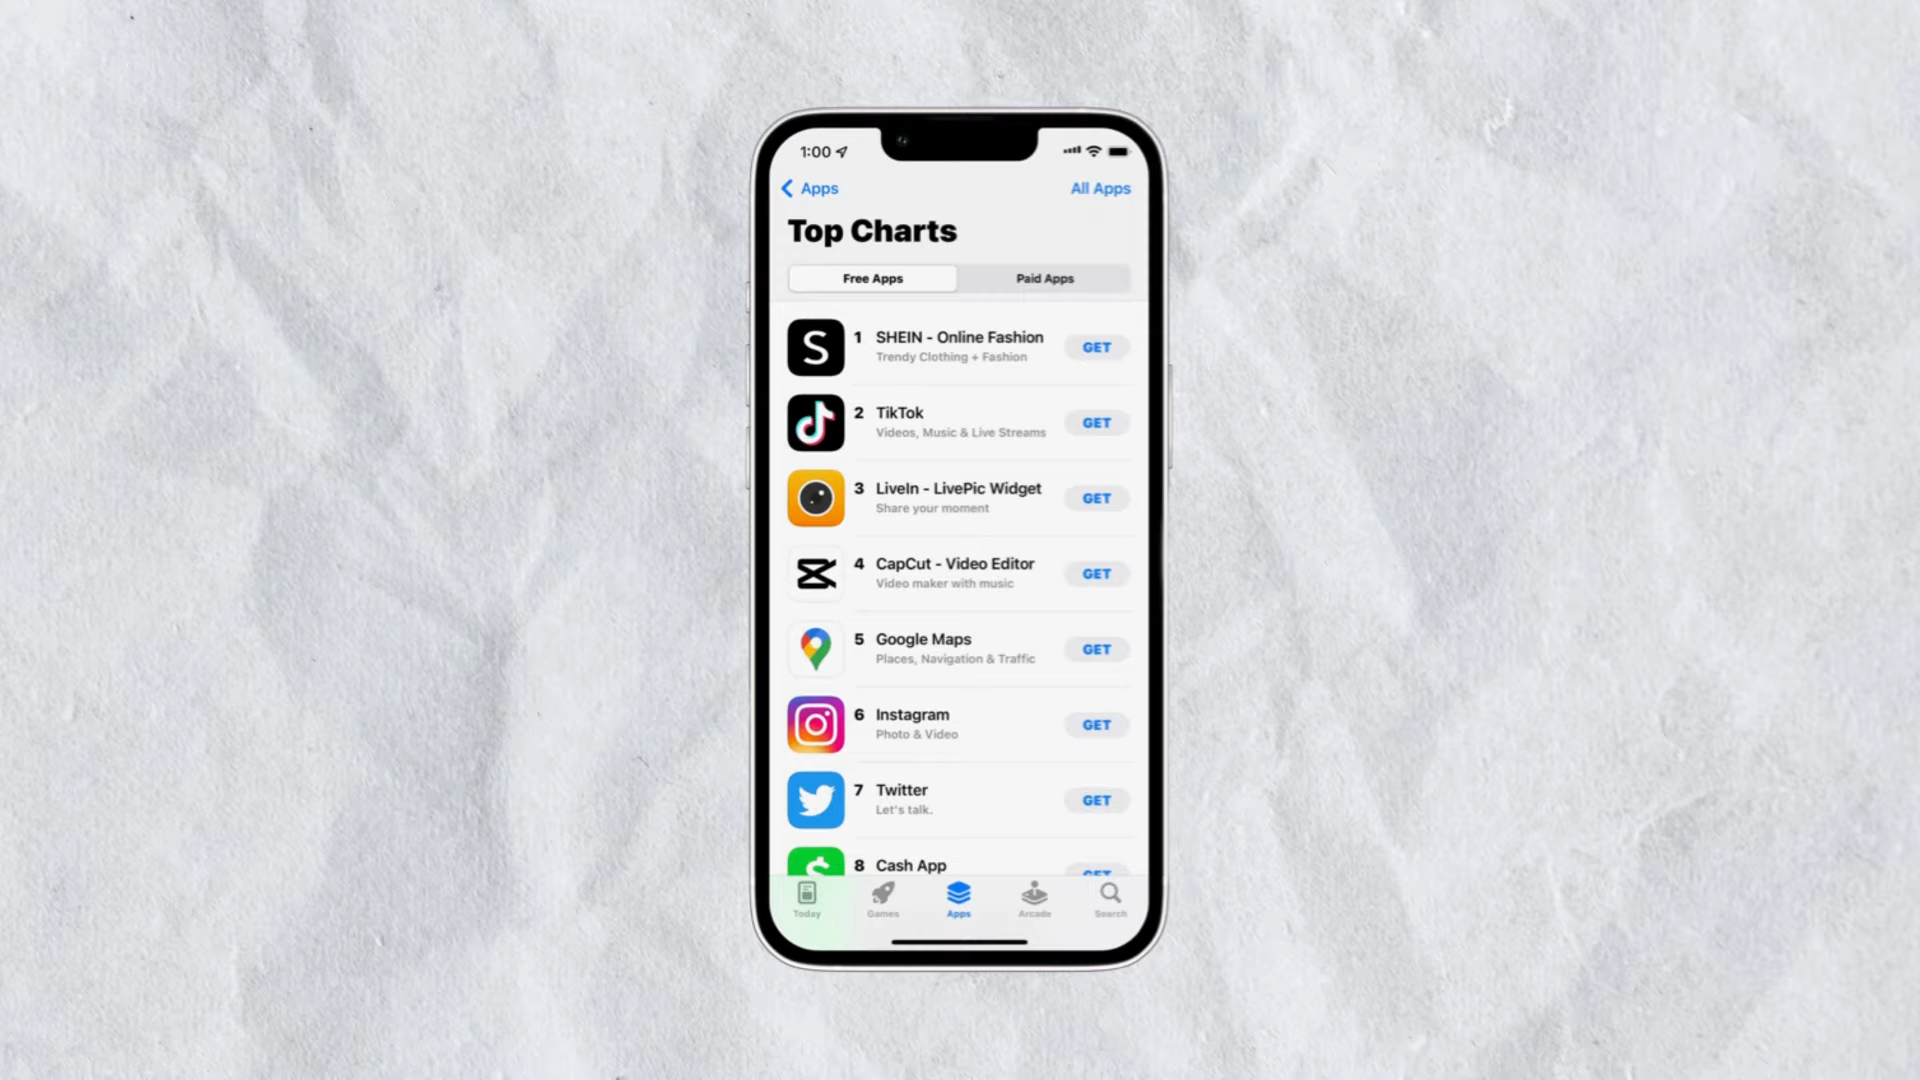 1:00
Apps
All Apps
Top Charts
Free Apps
Paid Apps
S
1 SHEIN - Online Fashion
Trendy Clothing + Fashion
GET
2 TikTok
Videos, Music & Live Streams
GET
3 LiveIn - LivePic Widget
Share your moment
GET
4 CapCut - Video Editor
Video maker with music
GET
5 Google Maps
Places, Navigation & Traffic
GET
6 Instagram
Photo & Video
GET
7 Twitter
Let's talk.
GET
8 Cash App
GET
Today
Games
Apps
Arcade
Search